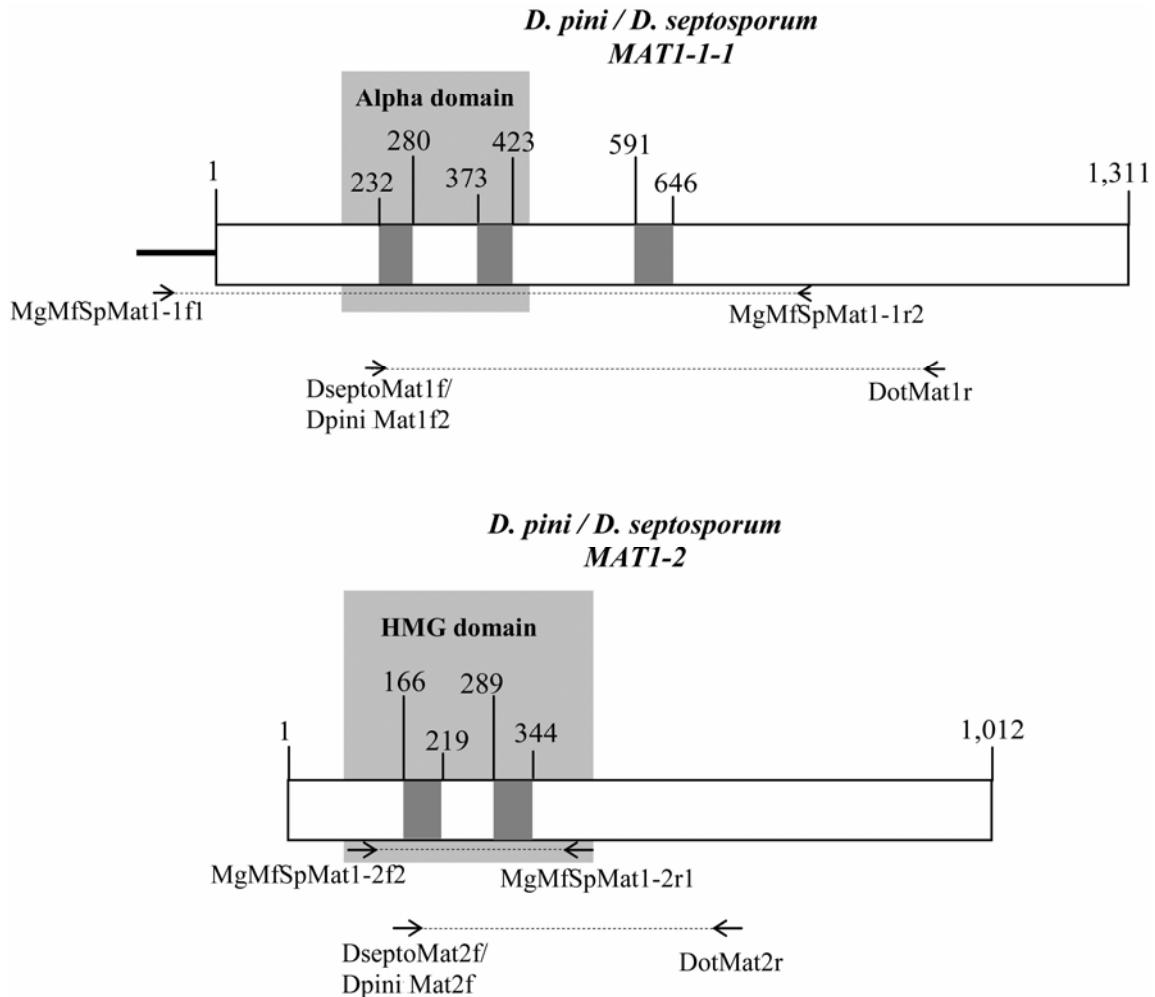 D. pini / D. septosporum
MAT1-1-1
Alpha domain
280
423
591
1
232
373
646
1,311
MgMfSpMat1-1f1
MgMfSpMat1-1r2
DseptoMat1f/
Dpini Mat1f2
DotMat1r
D. pini / D. septosporum
MAT1-2
HMG domain
166
289
1
219
344
1,012
MgMfSpMat1-2f2
MgMfSpMat1-2r1
DseptoMat2f/
Dpini Mat2f
DotMat2r